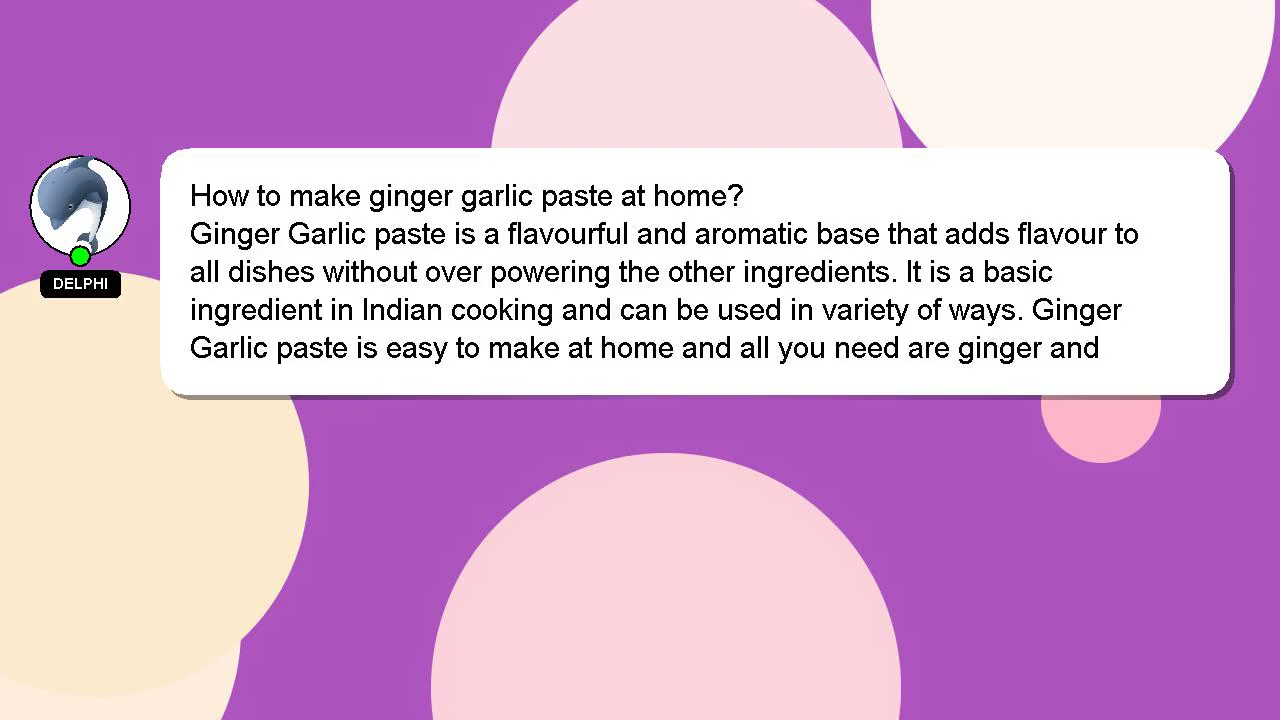 How to make ginger garlic paste at home?
Ginger Garlic paste is a flavourful and aromatic base that adds flavour to
all dishes without over powering the other ingredients. It is a basic
ingredient in Indian cooking and can be used in variety of ways. Ginger
Garlic paste is easy to make at home and all you need are ginger and
DELPHI